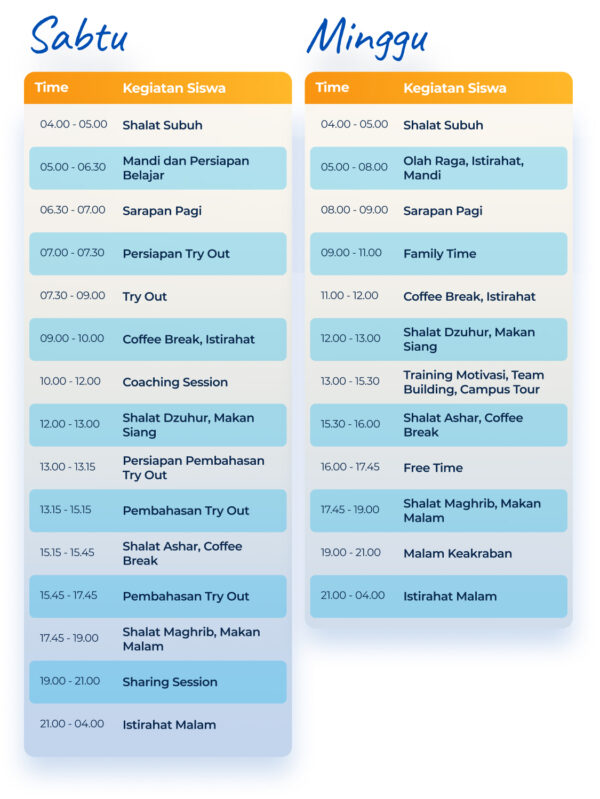 Sabtu
Time Kegiatan Siswa
04.00 - 05.00 Shalat Subuh
05.00 - 06.30 Mandi dan Persiapan
Belajar
06.30 - 07.00 Sarapan Pagi
07.00 - 07.30 Persiapan Try Out
07.30 - 09.00 Try Out
09.00 - 10.00 Coffee Break, Istirahat
10.00 - 12.00 Coaching Session
12.00 - 13.00 Shalat Dzuhur, Makan
Siang
13.00 - 13.15 Persiapan Pembahasan
Try Out
13.15 - 15.15 Pembahasan Try Out
15.15 - 15.45 Shalat Ashar, Coffee
Break
15.45 - 17.45 Pembahasan Try Out
17.45 - 19.00 Shalat Maghrib, Makan
Malam
19.00 - 21.00 Sharing Session
21.00 - 04.00 Istirahat Malam
Minggu
Time Kegiatan Siswa
04.00 - 05.00 Shalat Subuh
05.00 - 08.00 Olah Raga, Istirahat,
Mandi
08.00 - 09.00 Sarapan Pagi
09.00 - 11.00 Family Time
11.00 - 12.00 Coffee Break, Istirahat
12.00 - 13.00 Shalat Dzuhur, Makan
Siang
13.00 - 15.30 Training Motivasi, Team
Building, Campus Tour
15.30 - 16.00 Shalat Ashar, Coffee
Break
16.00 - 17.45 Free Time
17.45 - 19.00 Shalat Maghrib, Makan
Malam
19.00 - 21.00 Malam Keakraban
21.00 - 04.00 Istirahat Malam